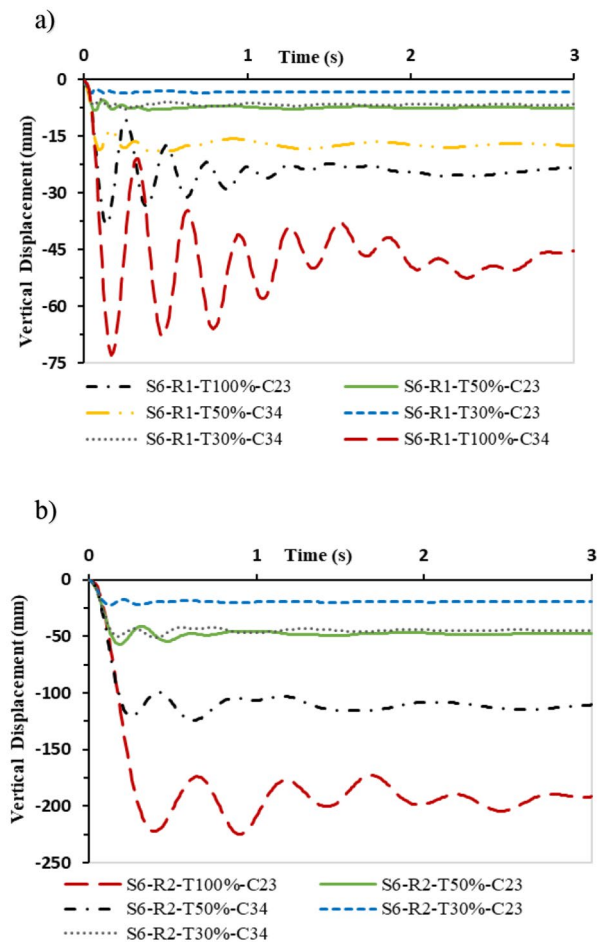 a)
Time (s)
0 1 2 3
0
-15
-30
-45
-60
-75
Vertical Displacement (mm)
S6-R1-T100%-C23 S6-R1-T50%-C23
S6-R1-T50%-C34 S6-R1-T30%-C23
S6-R1-T30%-C34 S6-R1-T100%-C34
b)
Time (s)
0 1 2 3
0
-50
-100
-150
-200
-250
Vertical Displacement (mm)
S6-R2-T100%-C23 S6-R2-T50%-C23
S6-R2-T50%-C34 S6-R2-T30%-C23
S6-R2-T30%-C34